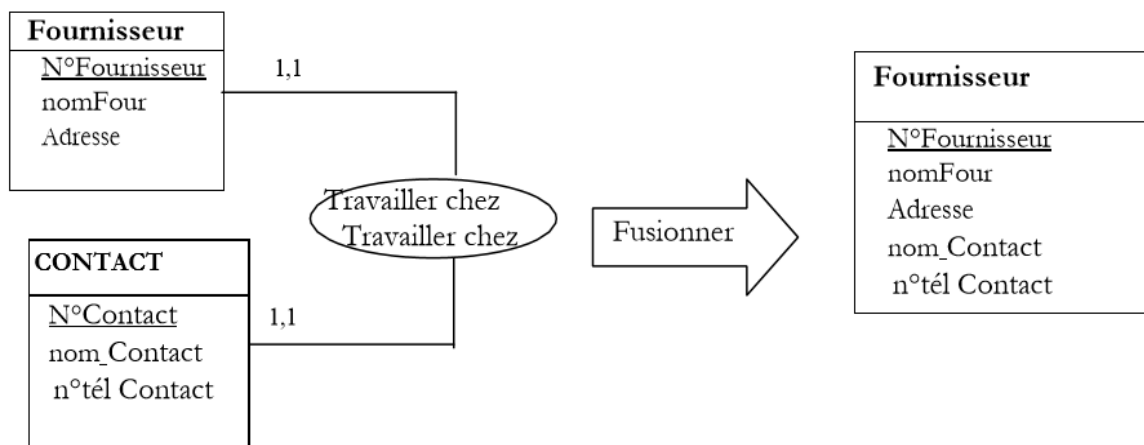 Fournisseur
N°Fournisseur
nomFour
Adresse
1,1
Travailler chez
Travailler chez
CONTACT
N°Contact
nom_Contact
n°tél Contact
1,1
Fusionner
Fournisseur
N°Fournisseur
nomFour
Adresse
nom_Contact
n°tél Contact